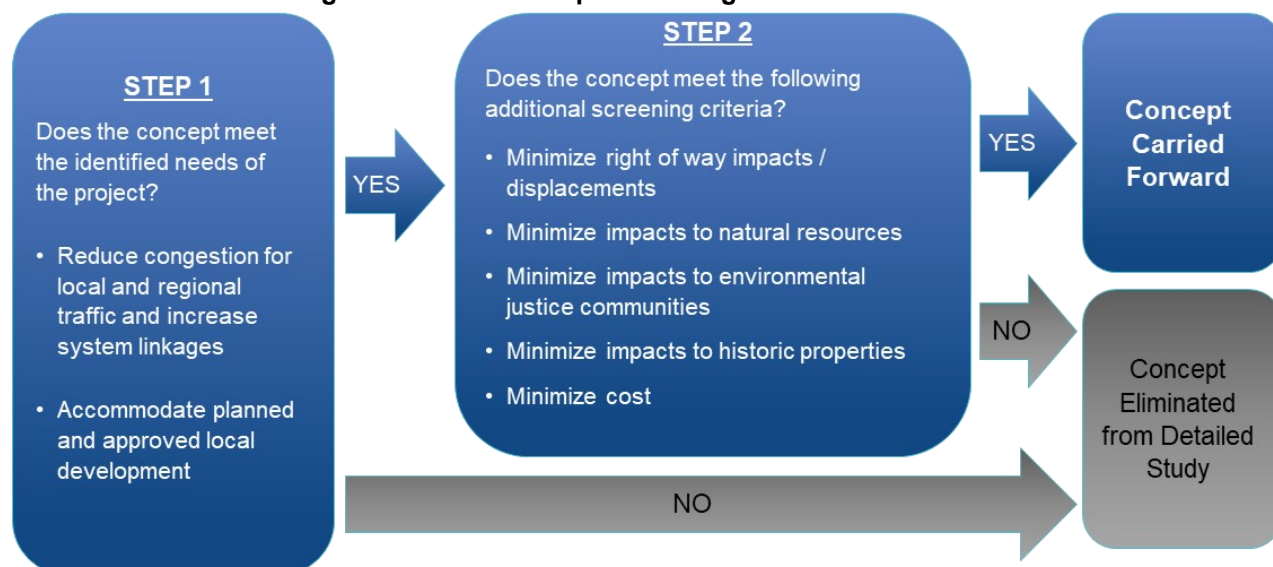 STEP 1
Does the concept meet
the identified needs of
the project?
• Reduce congestion for
local and regional
traffic and increase
system linkages
• Accommodate planned
and approved local
development
YES
STEP 2
Does the concept meet the following
additional screening criteria?
• Minimize right of way impacts /
displacements
• Minimize impacts to natural resources
• Minimize impacts to environmental
justice communities
• Minimize impacts to historic properties
• Minimize cost
YES
Concept
Carried
Forward
NO
Concept
Eliminated
from Detailed
Study
NO